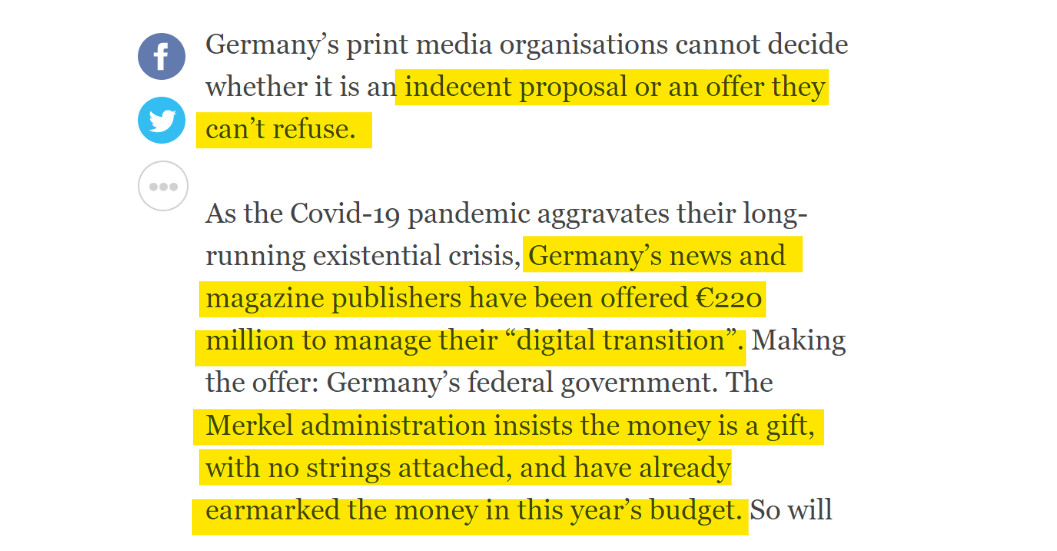 Germany’s print media organisations cannot decide
whether it is an indecent proposal or an offer they
can’t refuse.
As the Covid-19 pandemic aggravates their long-
running existential crisis, Germany’s news and
magazine publishers have been offered €220
million to manage their “digital transition”. Making
the offer: Germany’s federal government. The
Merkel administration insists the money is a gift,
with no strings attached, and have already
earmarked the money in this year’s budget. So will